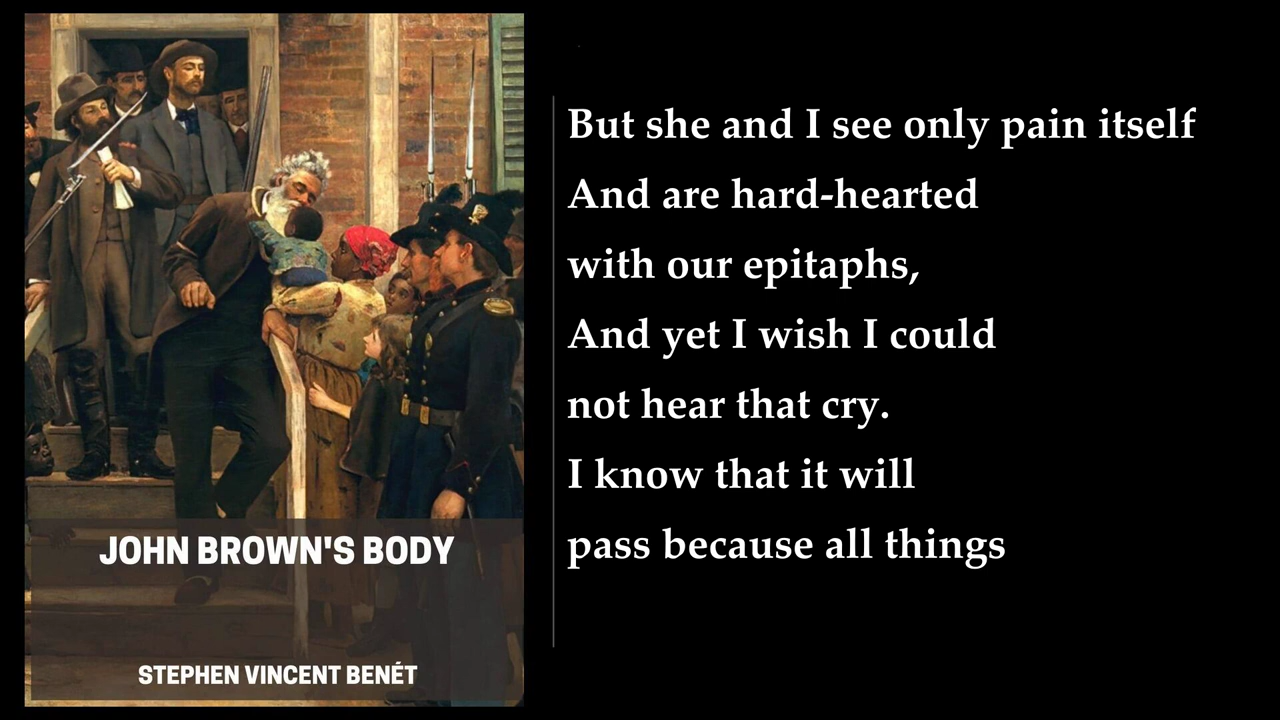 JOHN BROWN'S BODY
STEPHEN VINCENT BENÉT
But she and I see only pain itself
And are hard-hearted
with our epitaphs,
And yet I wish I could
not hear that cry.
I know that it will
pass because all things